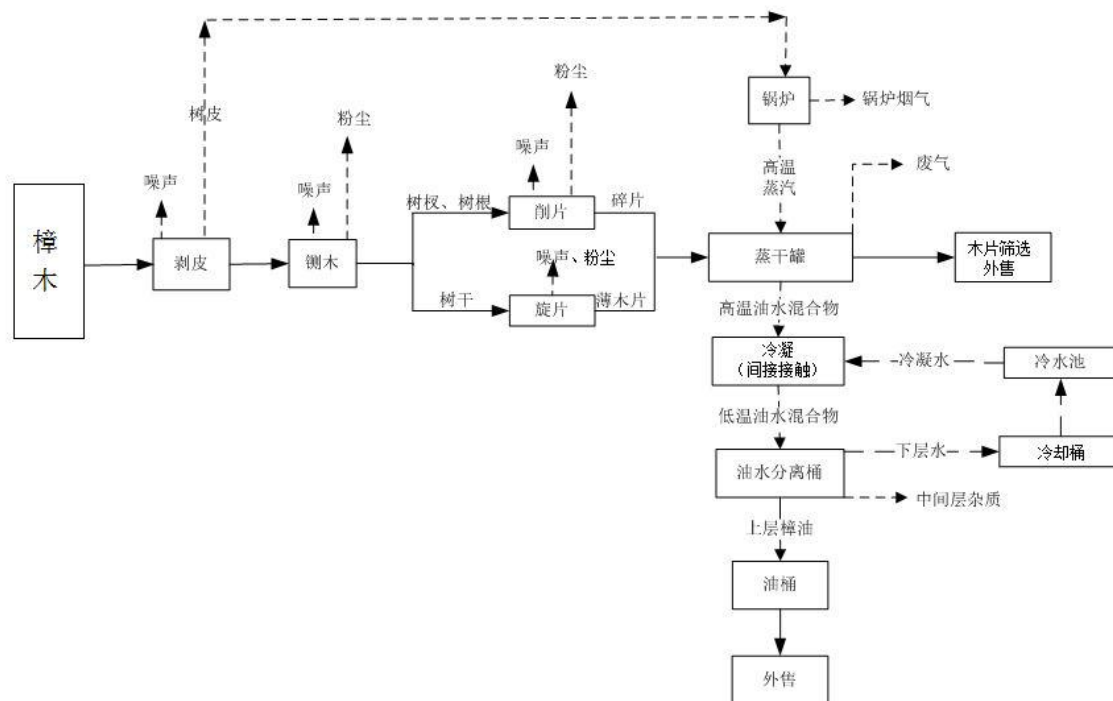 粉尘
锅炉
锅炉烟气
树皮
粉尘
噪声
高温
蒸汽
废气
噪声
噪声
树杈、树根
削片
碎片
樟
木
剥皮
铡木
噪声、粉尘
蒸干罐
木片筛选
外售
树干
旋片
薄木片
高温油水混合物
冷凝
（间接接触）
冷凝水
冷水池
低温油水混合物
油水分离桶
下层水
冷却桶
中间层杂质
上层樟油
油桶
外售